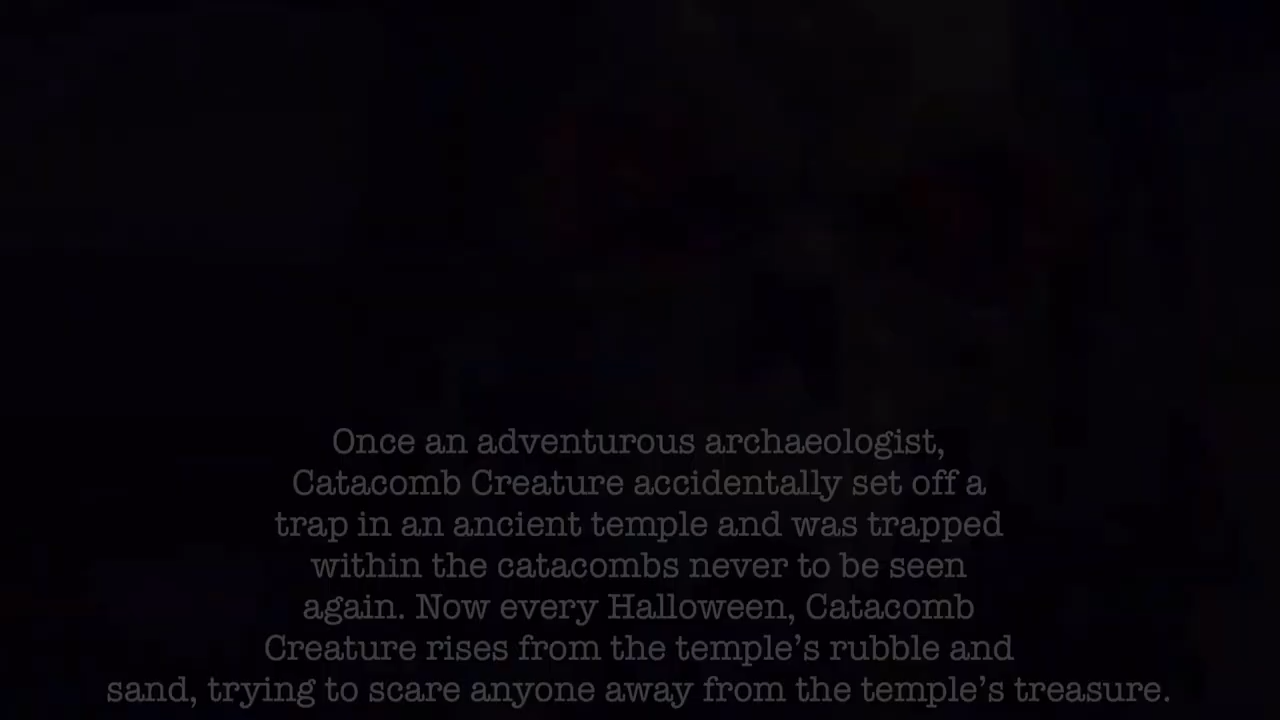 Once an adventurous archaeologist,
Catacomb Creature accidentally set off a
trap in an ancient temple and was trapped
within the catacombs never to be seen
again. Now every Halloween, Catacomb
Creature rises from the temple’s rubble and
sand, trying to scare anyone away from the temple’s treasure.